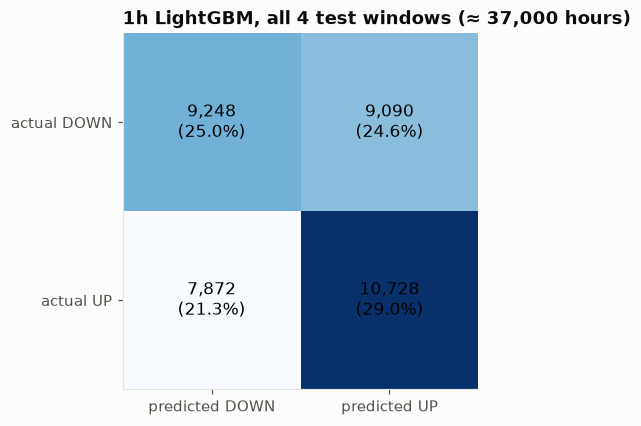 1h LightGBM, all 4 test windows (≈ 37,000 hours)
actual DOWN
9,248
(25.0%)
9,090
(24.6%)
actual UP
7,872
(21.3%)
10,728
(29.0%)
predicted DOWN
predicted UP